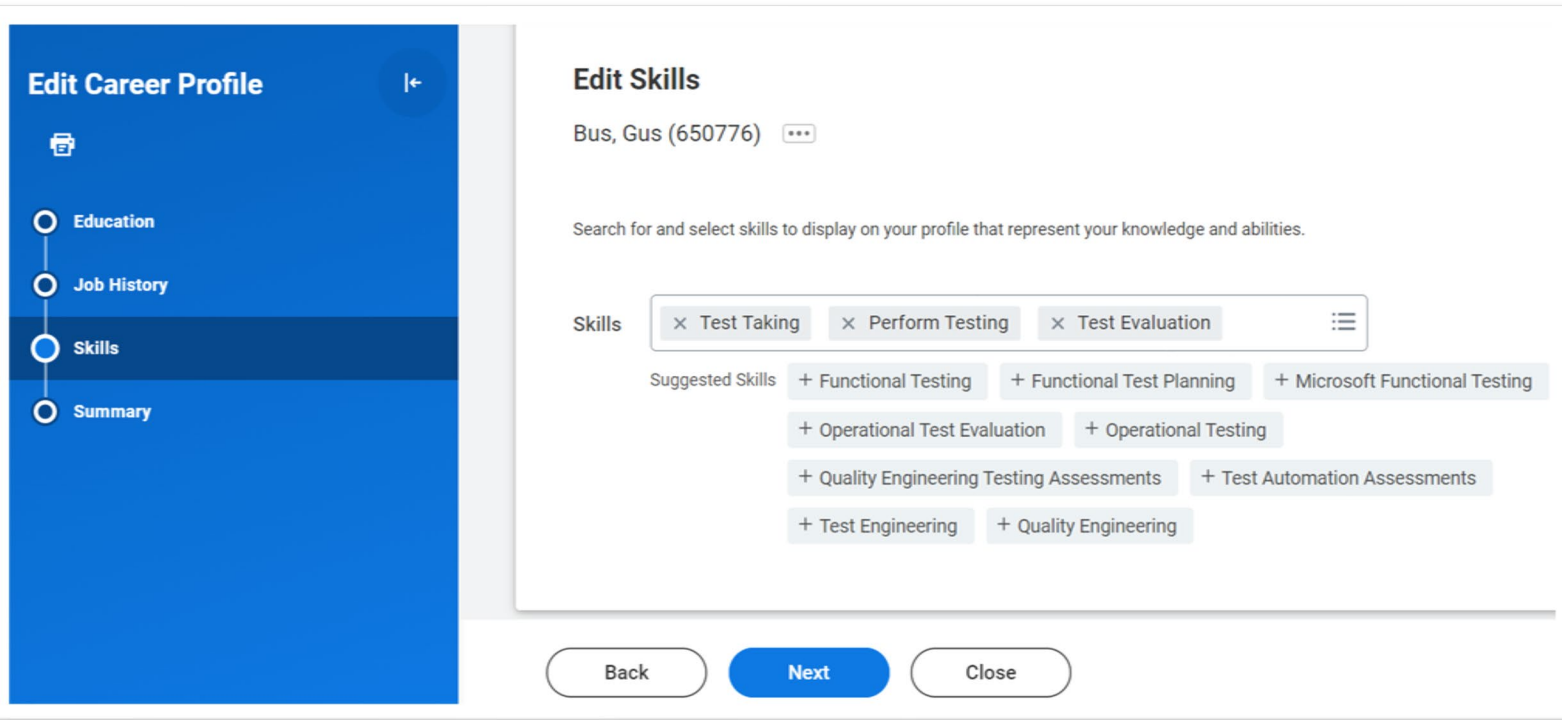 Edit Career Profile
Education
Job History
Skills
Summary
Edit Skills
Bus, Gus (650776)
Search for and select skills to display on your profile that represent your knowledge and abilities.
Skills × Test Taking × Perform Testing × Test Evaluation
Suggested Skills + Functional Testing + Functional Test Planning + Microsoft Functional Testing
+ Operational Test Evaluation + Operational Testing
+ Quality Engineering Testing Assessments + Test Automation Assessments
+ Test Engineering + Quality Engineering
Back Next Close